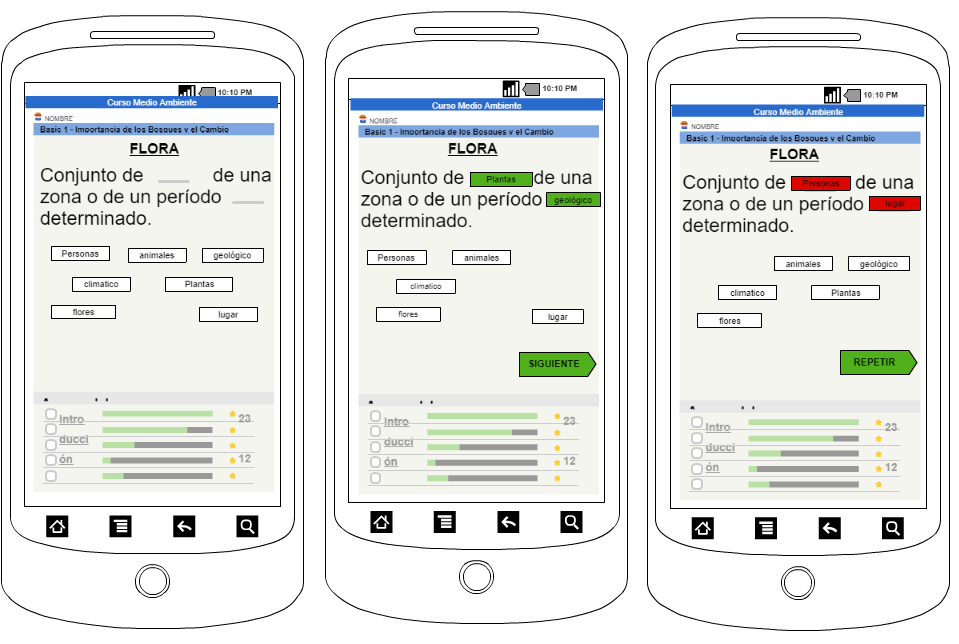 10:10 PM
Curso Medio Ambiente
NOMBRE
Basic 1 - Importancia de los Bosques y el Cambio
FLORA
Conjunto de ____ de una
zona o de un período ____
determinado.
Personas animales geológico
climatico Plantas
flores lugar
Intro 23
ducci
ón 12
10:10 PM
Curso Medio Ambiente
NOMBRE
Basic 1 - Importancia de los Bosques y el Cambio
FLORA
Conjunto de Plantas de una
zona o de un período geológico
determinado.
Personas animales
climatico
flores lugar
SIGUIENTE
Intro 23
ducci
ón 12
10:10 PM
Curso Medio Ambiente
NOMBRE
Basic 1 - Importancia de los Bosques y el Cambio
FLORA
Conjunto de Personas de una
zona o de un período lugar
determinado.
animales geológico
climatico Plantas
flores
REPETIR
Intro 23
ducci
ón 12